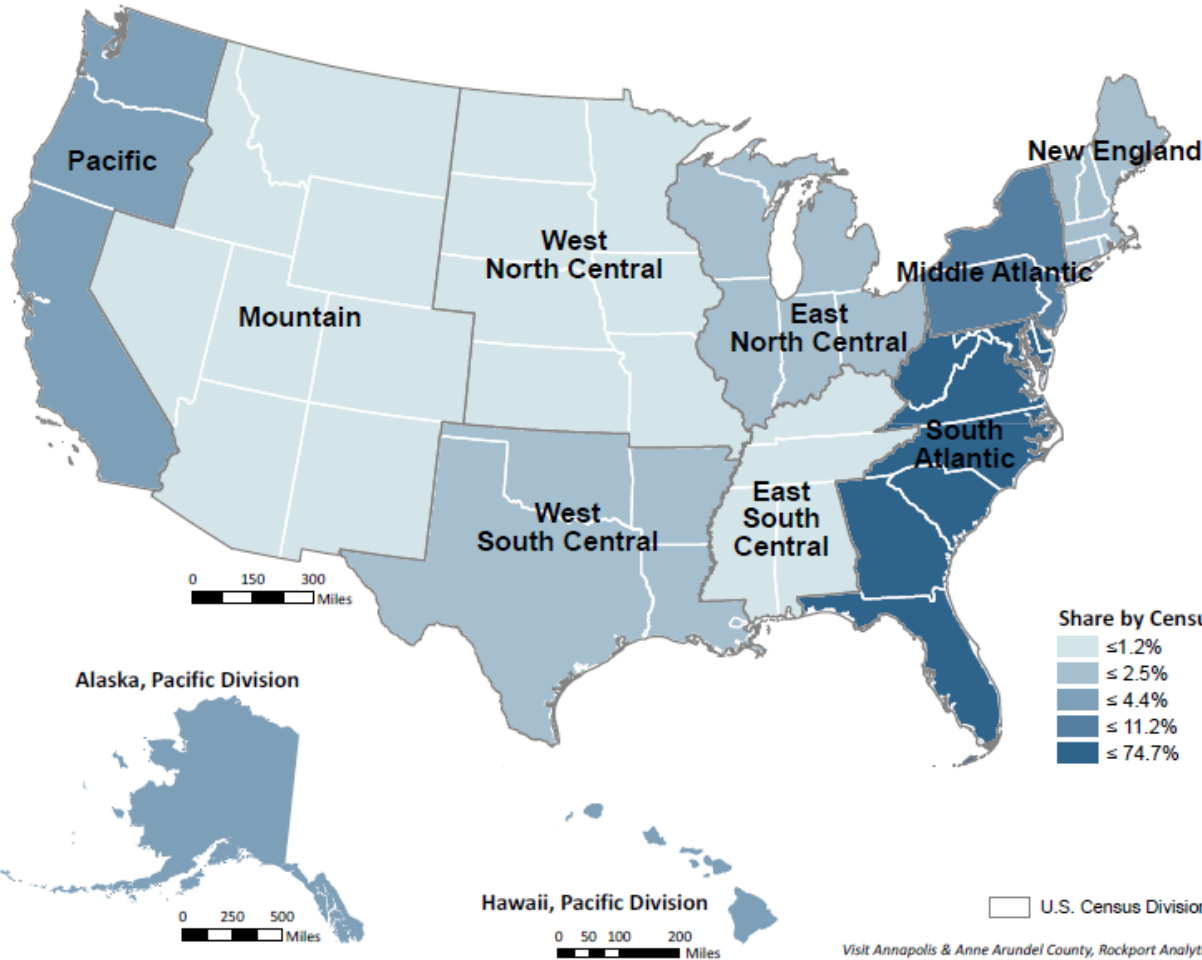 New England
Pacific
West
North Central
Middle Atlantic
Mountain
East
North Central
South
Atlantic
East
South
Central
West
South Central
0 150 300
Miles
Share by Censu
≤1.2%
≤ 2.5%
≤ 4.4%
≤ 11.2%
≤ 74.7%
Alaska, Pacific Division
0 250 500
Miles
Hawaii, Pacific Division
0 50 100 200
Miles
U.S. Census Division
Visit Annapolis & Anne Arundel County, Rockport Analyt